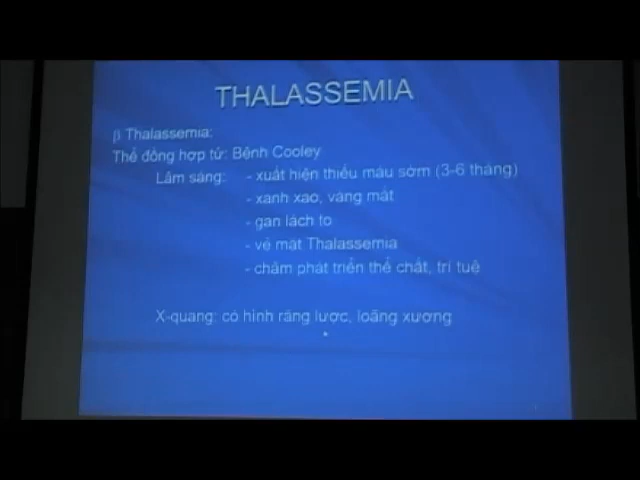 THALASSEMIA
β Thalassemia:
Thể đồng hợp tử: Bệnh Cooley
Lâm sàng: - xuất hiện thiếu máu sớm (3-6 tháng)
- xanh xao, vàng mắt
- gan lách to
- vẻ mặt Thalassemia
- chậm phát triển thể chất, trí tuệ
X-quang: có hình răng lược, loãng xương